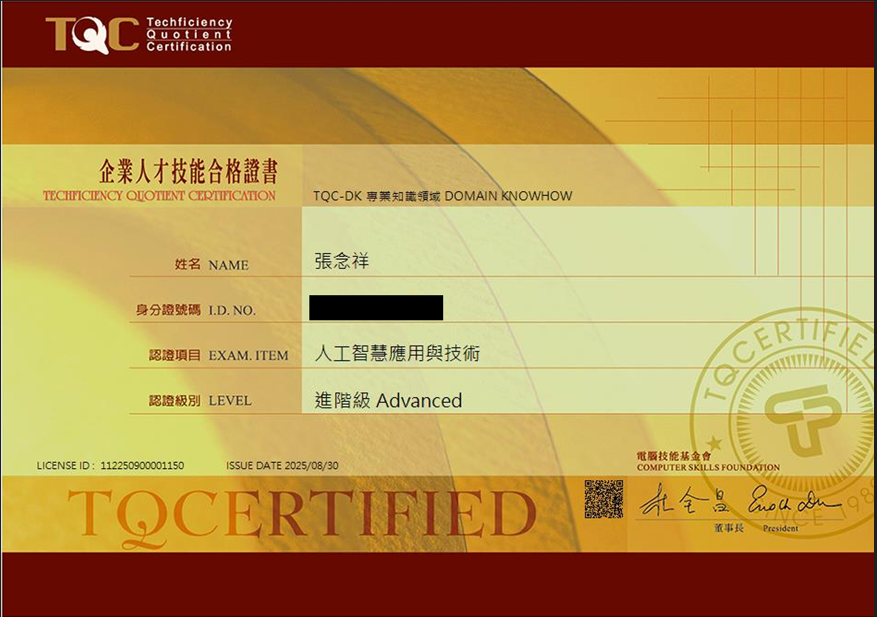 TQC Techficiency
Quotient
Certification
企業人才技能合格證書
TECHFICIENCY QUOTIENT CERTIFICATION
TQC-DK 專業知識領域 DOMAIN KNOWHOW
姓名 NAME 張念祥
身分證號碼 I.D. NO.
認證項目 EXAM. ITEM 人工智慧應用與技術
認證級別 LEVEL 進階級 Advanced
TQCERTIFIED
LICENSE ID : 112250900001150 ISSUE DATE 2025/08/30
電腦技能基金會
COMPUTER SKILLS FOUNDATION
TQCERTIFIED
董事長 President